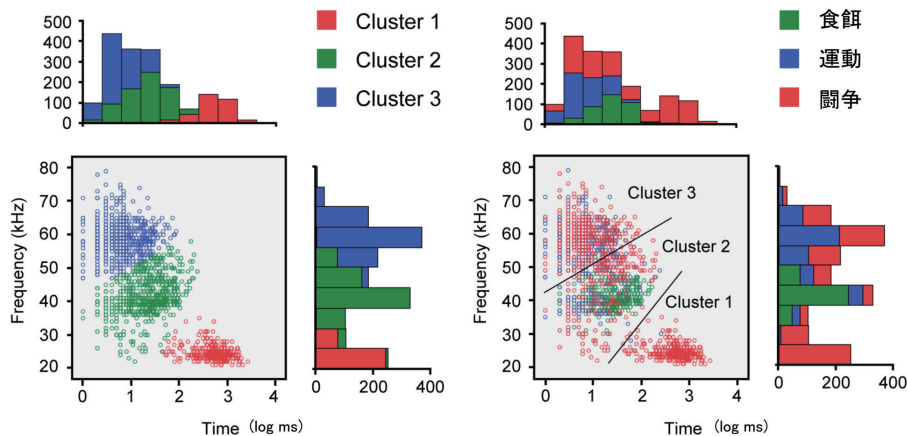 500
400
300
200
100
0
Cluster 1
Cluster 2
Cluster 3
80
70
60
50
40
30
20
Frequency (kHz)
0 1 2 3 4
Time (log ms)
0 200 400
500
400
300
200
100
0
食餌
運動
闘争
80
70
60
50
40
30
20
Frequency (kHz)
Cluster 3
Cluster 2
Cluster 1
0 1 2 3 4
Time (log ms)
0 200 400